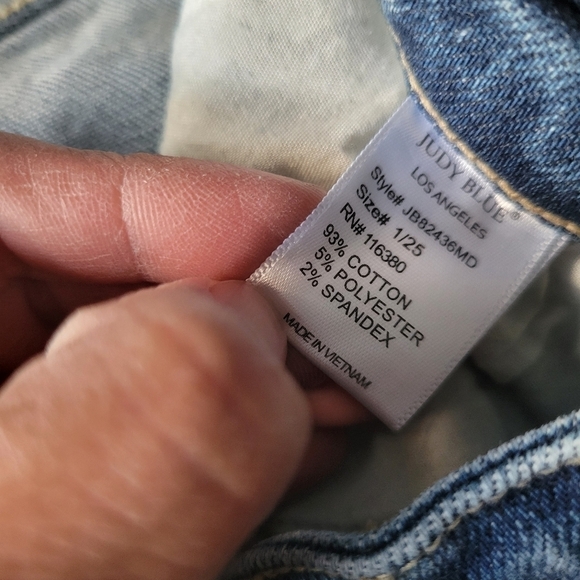 JUDY BLUE®
LOS ANGELES
Style# JB82436MD
Size# 1/25
RN# 116380
93% COTTON
5% POLYESTER
2% SPANDEX
MADE IN VIETNAM